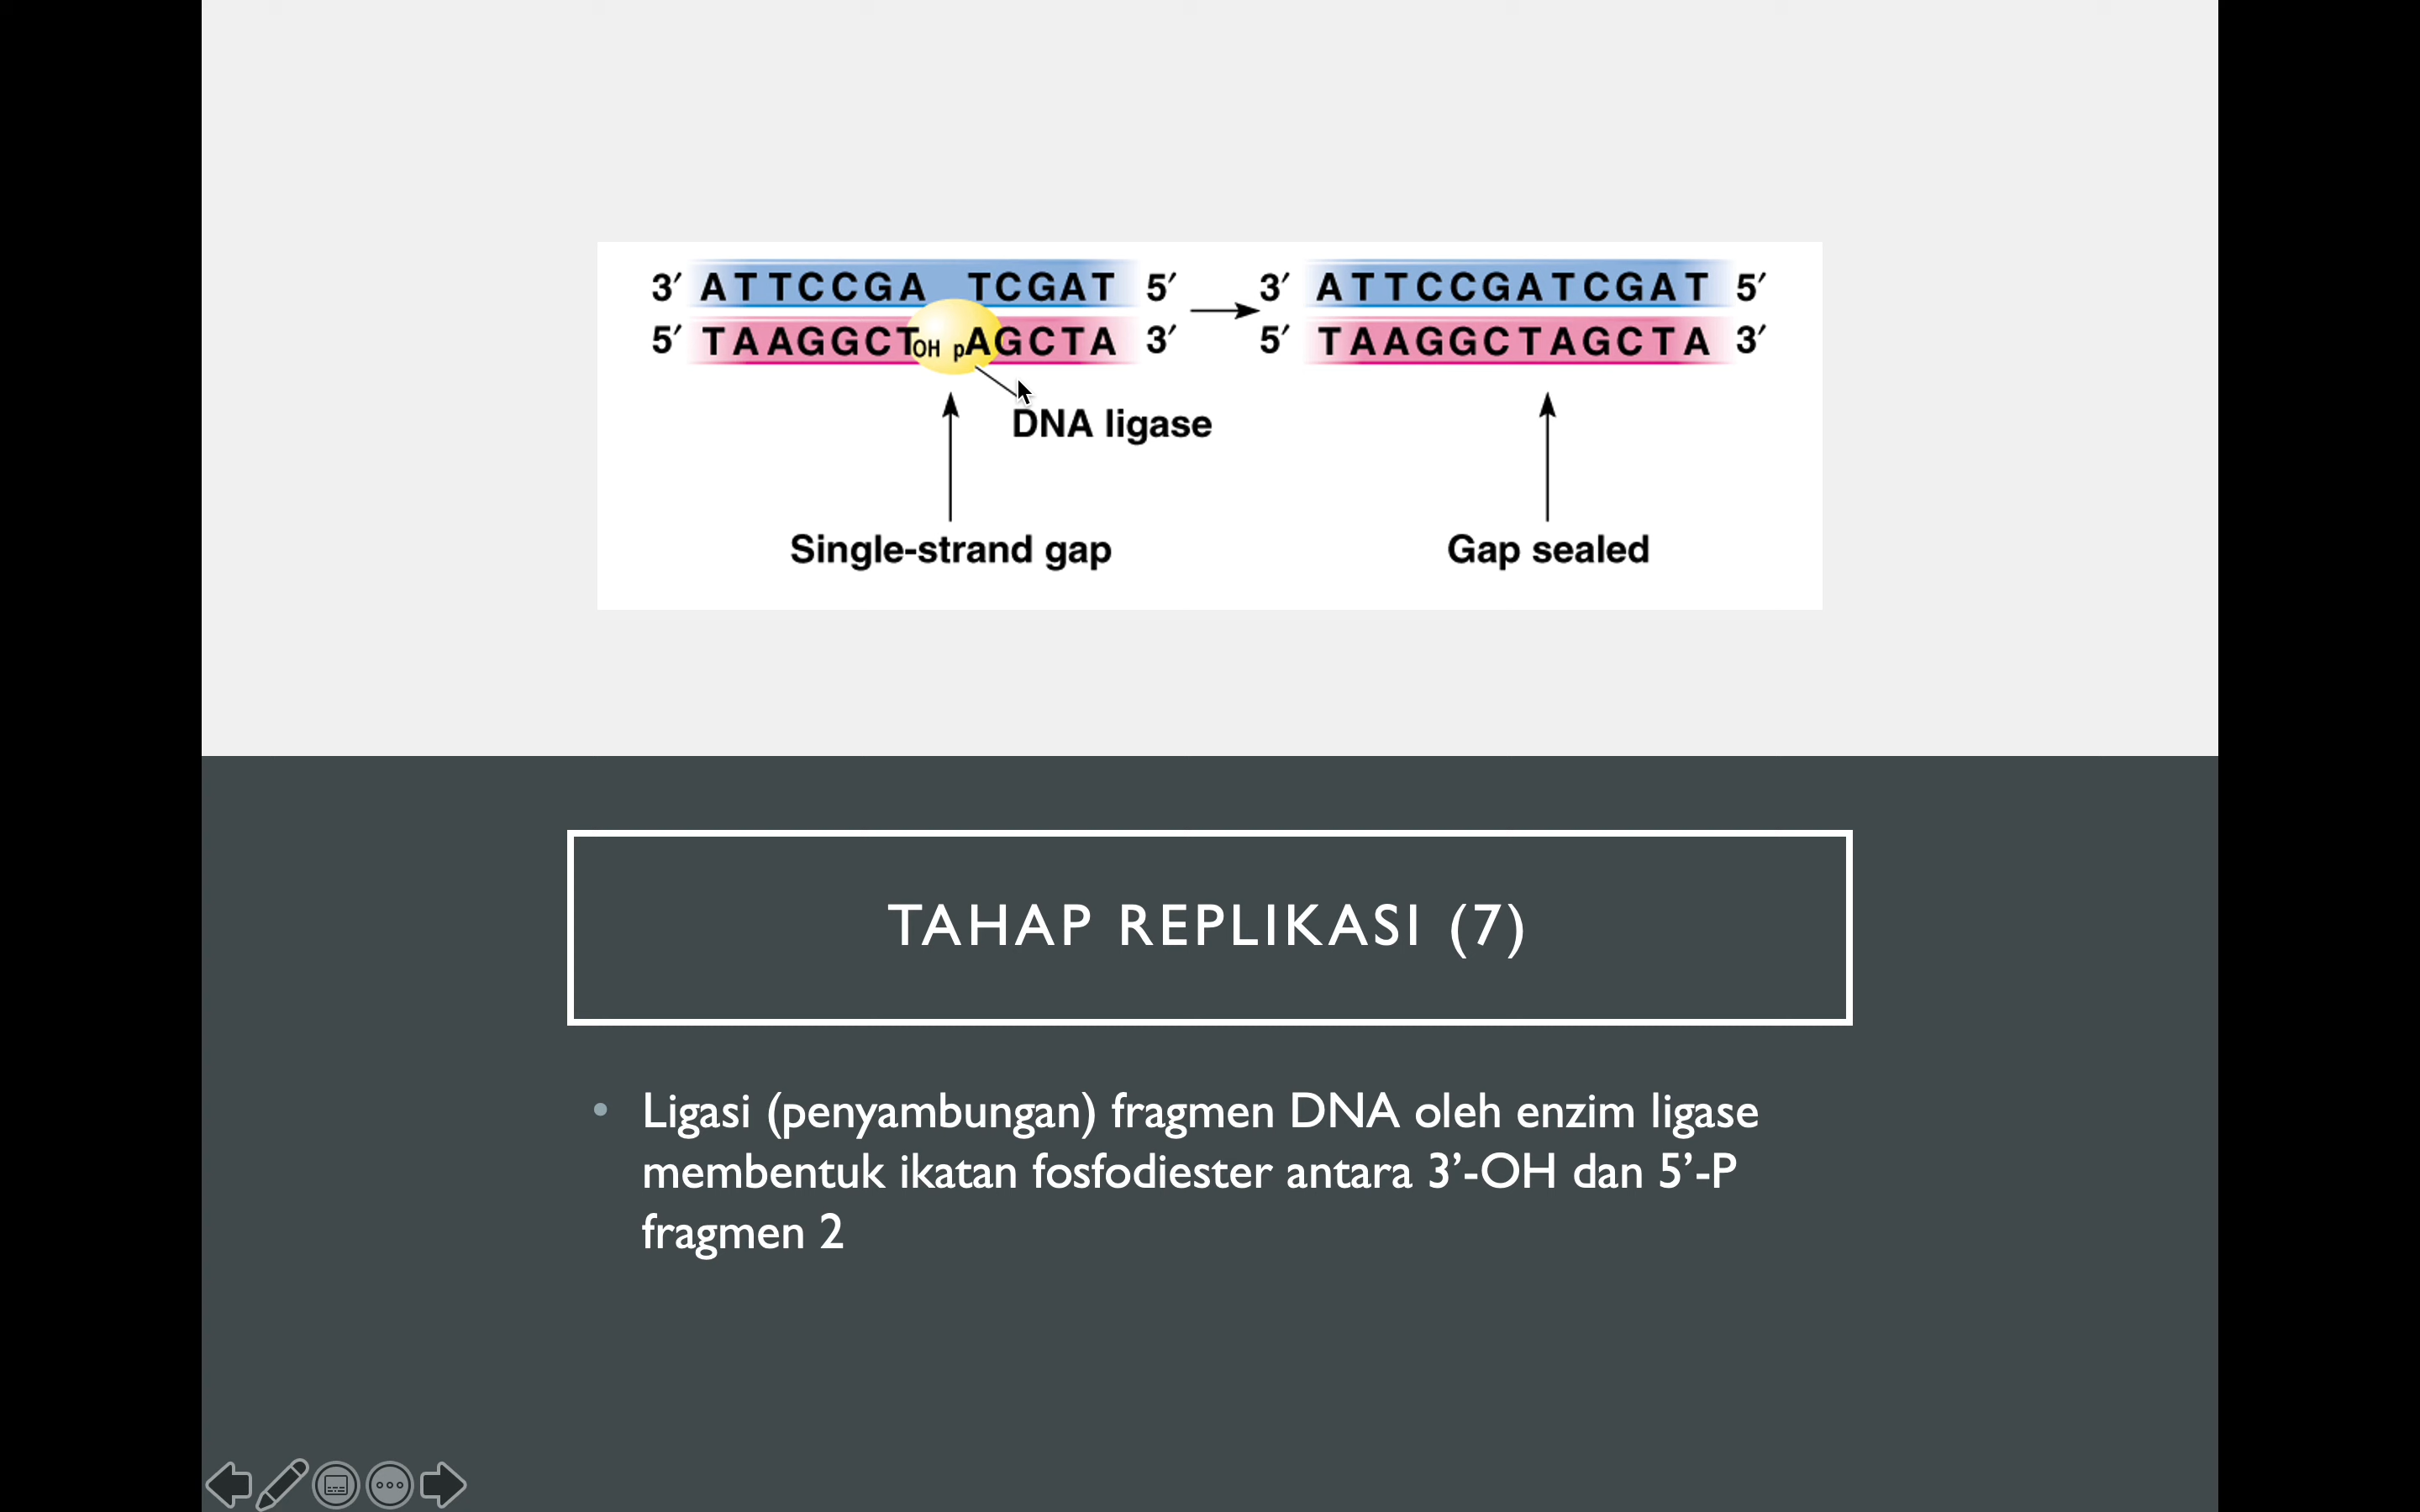 3′ ATTCCGA TCGAT 5′ 3′ ATTCCGATCGAT 5′
5′ TAAGGCTOH pAGCTA 3′ 5′ TAAGGCTAGCTA 3′
DNA ligase
Single-strand gap Gap sealed
TAHAP REPLIKASI (7)
• Ligasi (penyambungan) fragmen DNA oleh enzim ligase
membentuk ikatan fosfodiester antara 3’-OH dan 5’-P
fragmen 2